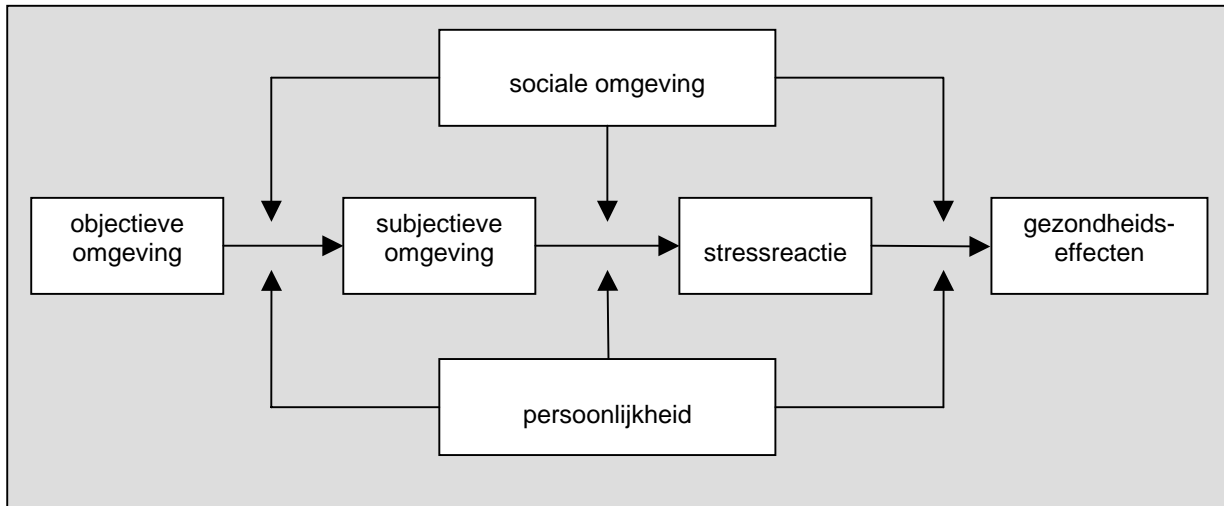 sociale omgeving
objectieve
omgeving
subjectieve
omgeving
stressreactie
gezondheids-
effecten
persoonlijkheid